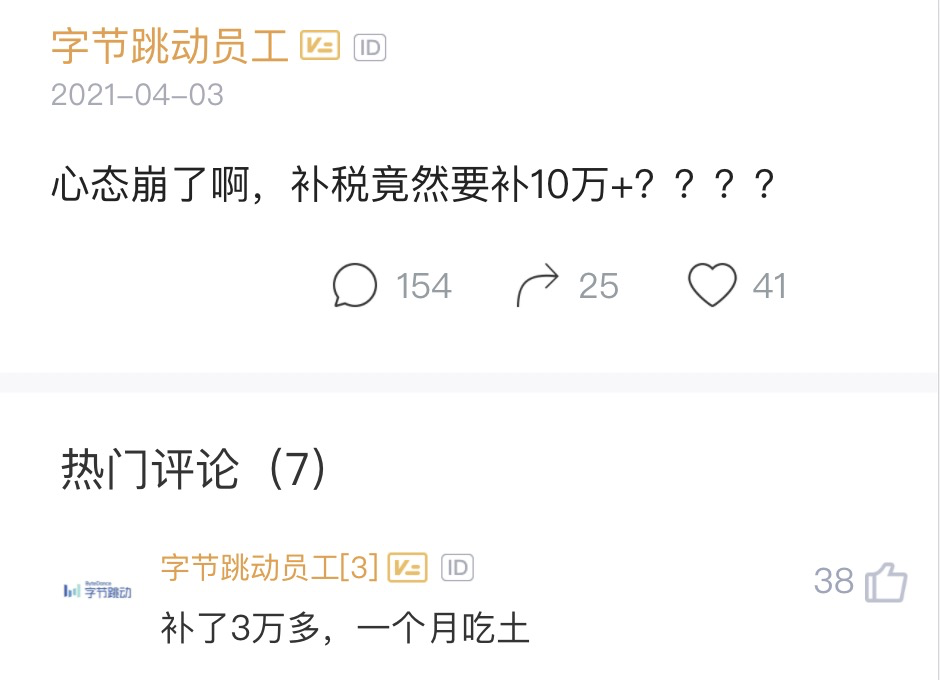 字节跳动员工 V ID
2021-04-03
心态崩了啊，补税竟然要补10万+？？？？
154 25 41
热门评论（7）
字节跳动员工[3] V ID
38
ByteDance
字节跳动
补了3万多，一个月吃土